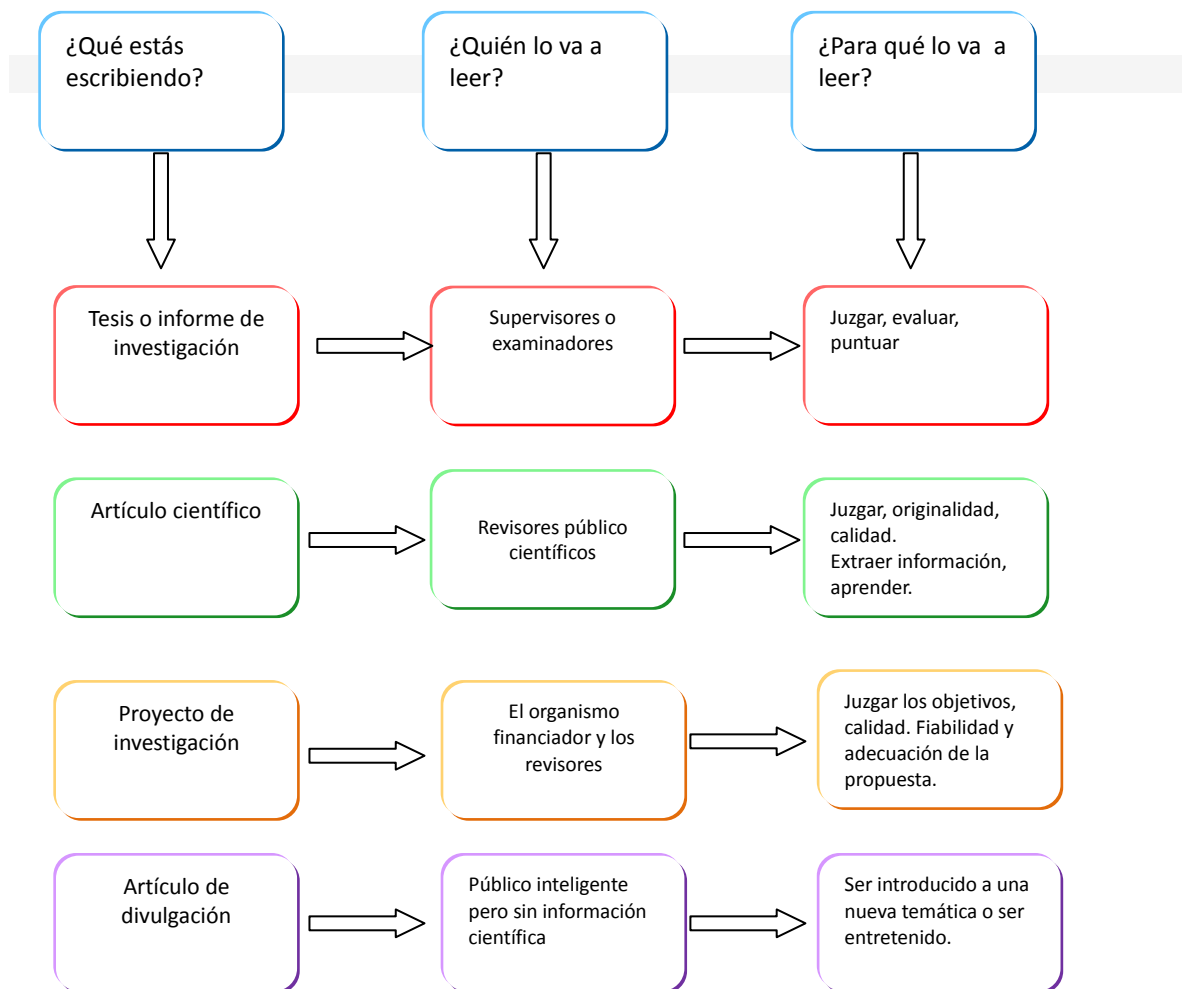 ¿Qué estás
escribiendo?
¿Quién lo va a
leer?
¿Para qué lo va  a
leer?
Tesis o informe de
investigación
Supervisores o
examinadores
Juzgar, evaluar,
puntuar
Artículo científico
Revisores público
científicos
Juzgar, originalidad,
calidad.
Extraer información,
aprender.
Proyecto de
investigación
El organismo
financiador y los
revisores
Juzgar los objetivos,
calidad. Fiabilidad y
adecuación de la
propuesta.
Artículo de
divulgación
Público inteligente
pero sin información
científica
Ser introducido a una
nueva temática o ser
entretenido.